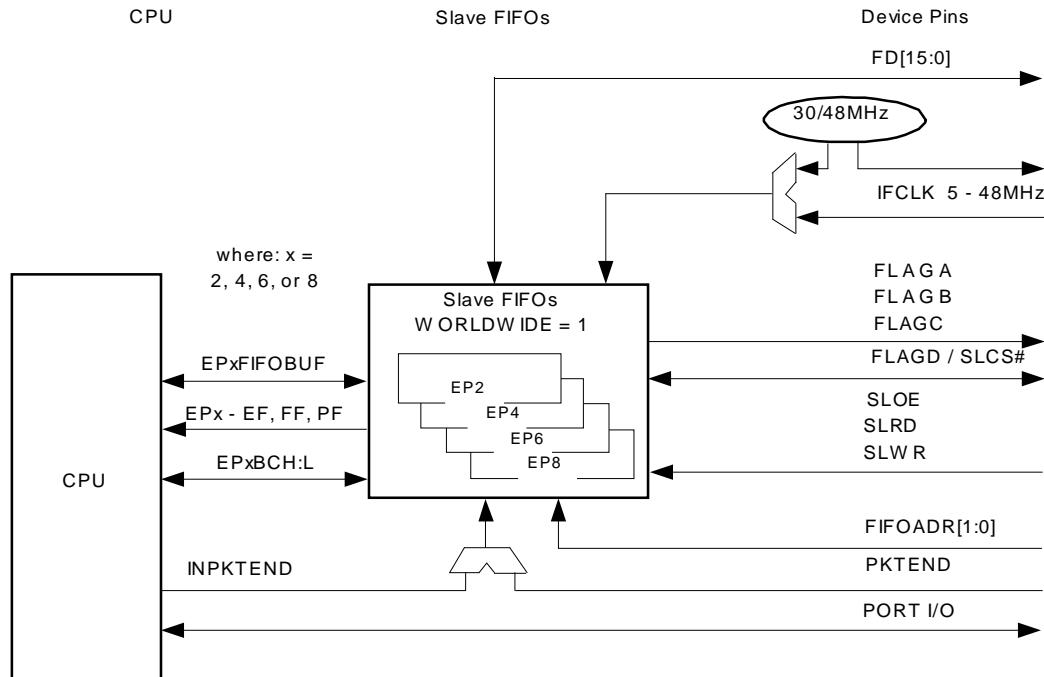 CPU
Slave FIFOs
Device Pins
FD[15:0]
30/48MHz
IFCLK 5 - 48MHz
where: x =
2, 4, 6, or 8
FLAGA
FLAGB
FLAGC
FLAGD / SLCS#
Slave FIFOs
WORLDWIDE = 1
EP2
EP4
EP6
EP8
EPxFIFOBUF
EPx - EF, FF, PF
EPxBCH:L
CPU
SLOE
SLRD
SLWR
FIFOADR[1:0]
INPKTEND
PKTEND
PORT I/O